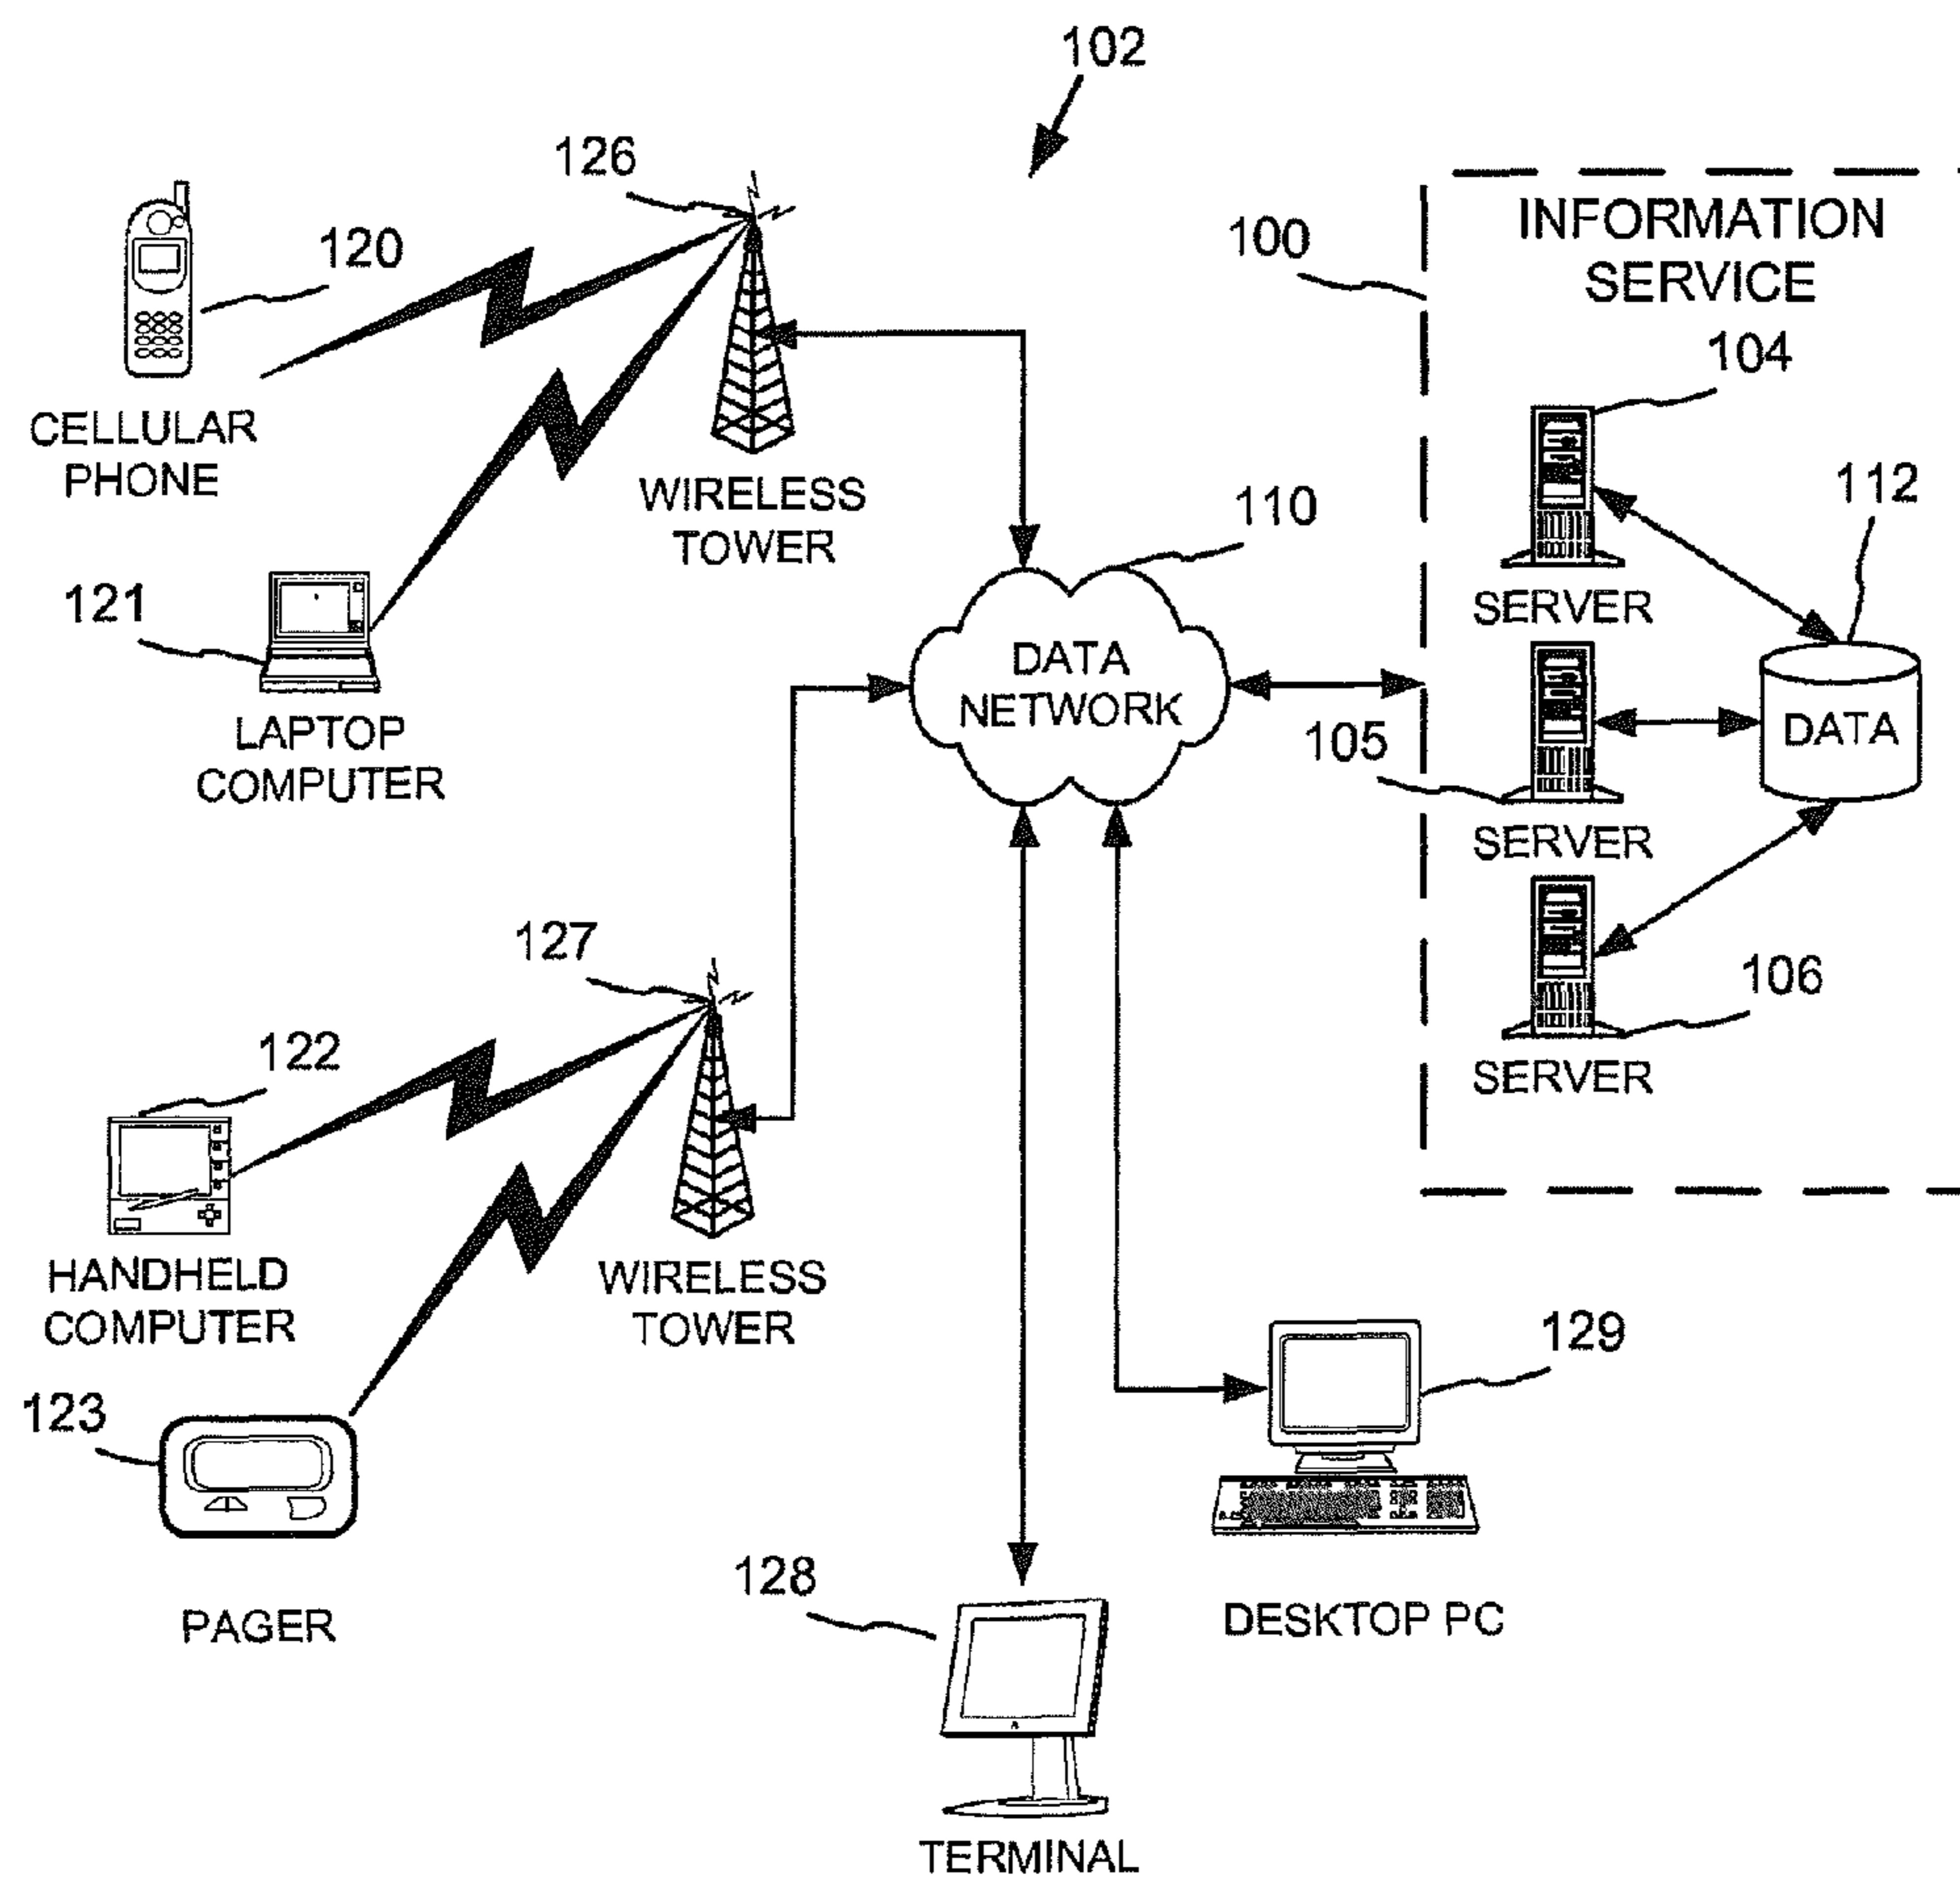 102
126
120
CELLULAR
PHONE
WIRELESS
TOWER
121
LAPTOP
COMPUTER
110
DATA
NETWORK
100
INFORMATION
SERVICE
104
SERVER
112
DATA
105
SERVER
106
SERVER
127
122
HANDHELD
COMPUTER
WIRELESS
TOWER
123
PAGER
128
TERMINAL
129
DESKTOP PC